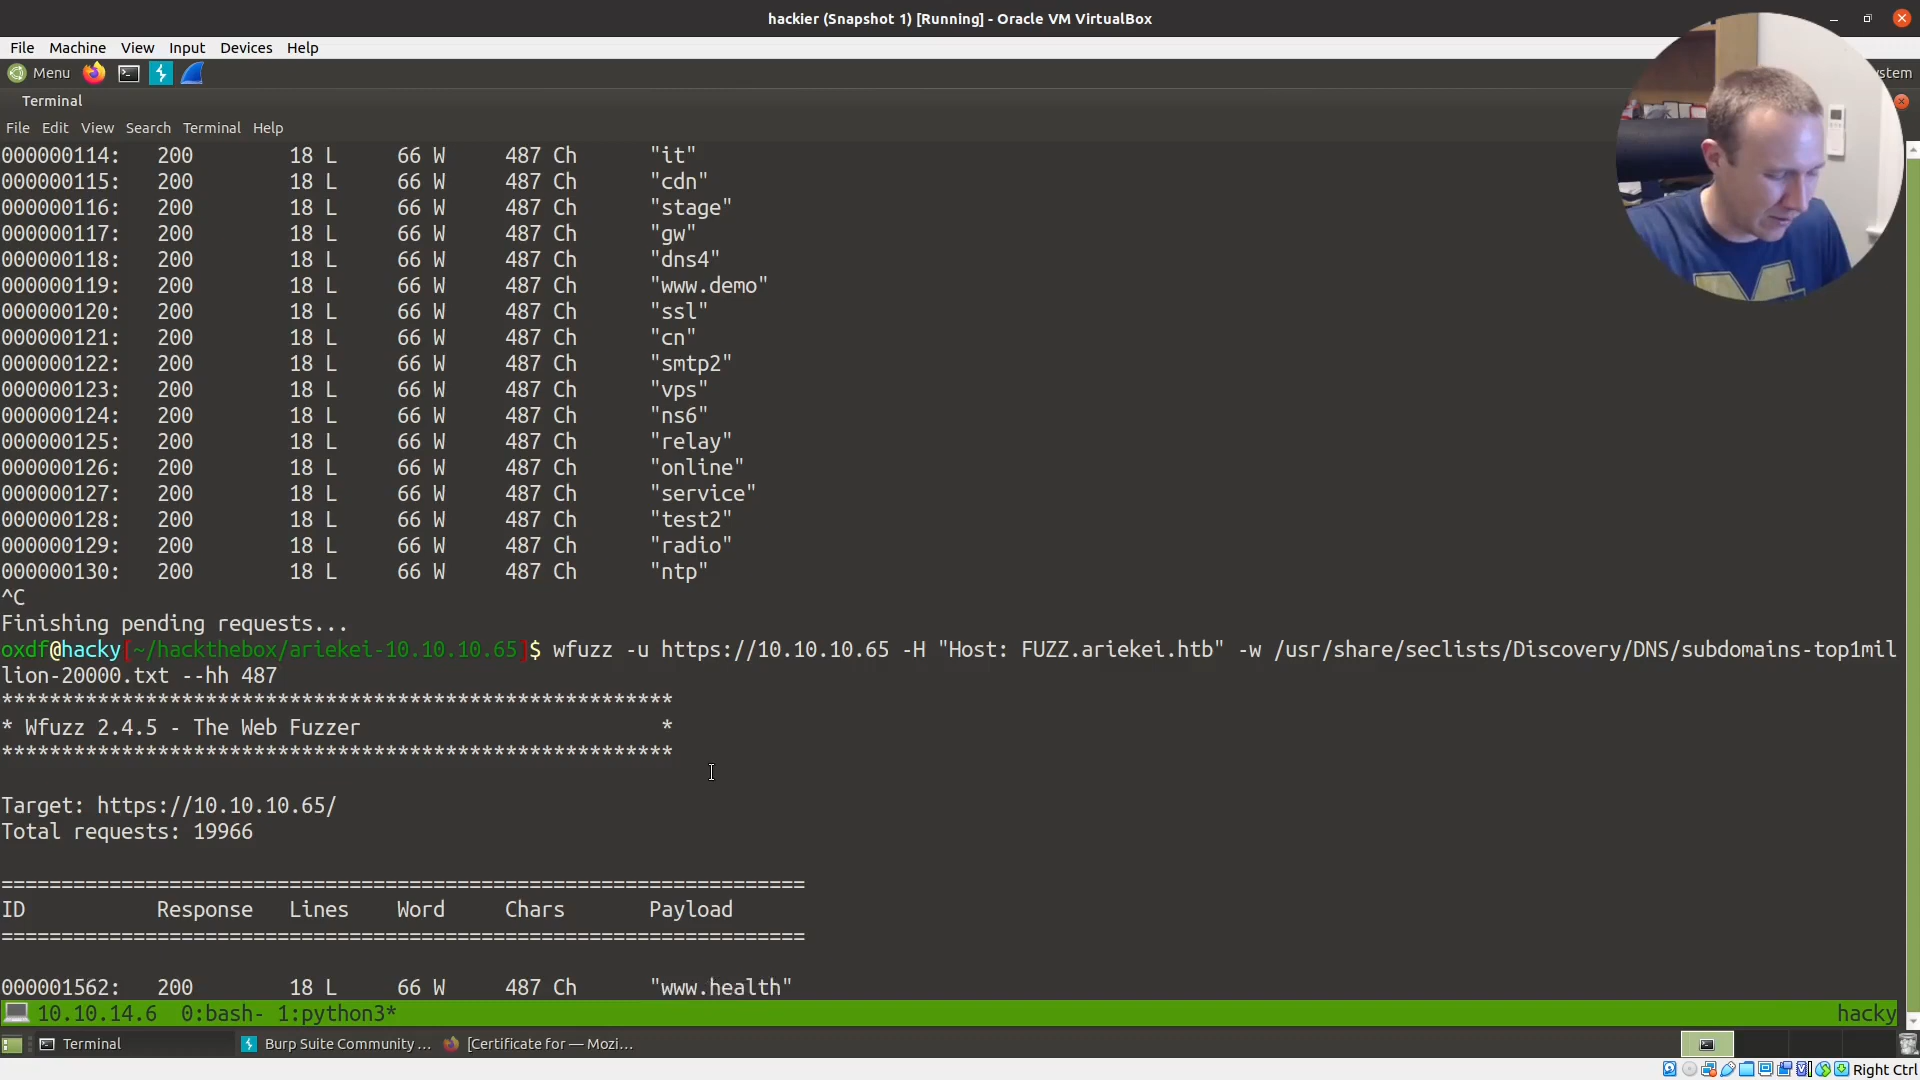 hackier (Snapshot 1) [Running] - Oracle VM VirtualBox
File Machine View Input Devices Help
Menu
stem
Terminal
File Edit View Search Terminal Help
000000114: 200 18 L 66 W 487 Ch "it"
000000115: 200 18 L 66 W 487 Ch "cdn"
000000116: 200 18 L 66 W 487 Ch "stage"
000000117: 200 18 L 66 W 487 Ch "gw"
000000118: 200 18 L 66 W 487 Ch "dns4"
000000119: 200 18 L 66 W 487 Ch "www.demo"
000000120: 200 18 L 66 W 487 Ch "ssl"
000000121: 200 18 L 66 W 487 Ch "cn"
000000122: 200 18 L 66 W 487 Ch "smtp2"
000000123: 200 18 L 66 W 487 Ch "vps"
000000124: 200 18 L 66 W 487 Ch "ns6"
000000125: 200 18 L 66 W 487 Ch "relay"
000000126: 200 18 L 66 W 487 Ch "online"
000000127: 200 18 L 66 W 487 Ch "service"
000000128: 200 18 L 66 W 487 Ch "test2"
000000129: 200 18 L 66 W 487 Ch "radio"
000000130: 200 18 L 66 W 487 Ch "ntp"
^C
Finishing pending requests...
oxdf@hacky[~/hackthebox/ariekei-10.10.10.65]$ wfuzz -u https://10.10.10.65 -H "Host: FUZZ.ariekei.htb" -w /usr/share/seclists/Discovery/DNS/subdomains-top1mil
lion-20000.txt --hh 487
********************************************************
* Wfuzz 2.4.5 - The Web Fuzzer *
********************************************************
Target: https://10.10.10.65/
Total requests: 19966
===================================================================
ID Response Lines Word Chars Payload
===================================================================
000001562: 200 18 L 66 W 487 Ch "www.health"
10.10.14.6 0:bash- 1:python3* hacky
Terminal Burp Suite Community ... [Certificate for — Mozi...
Right Ctrl